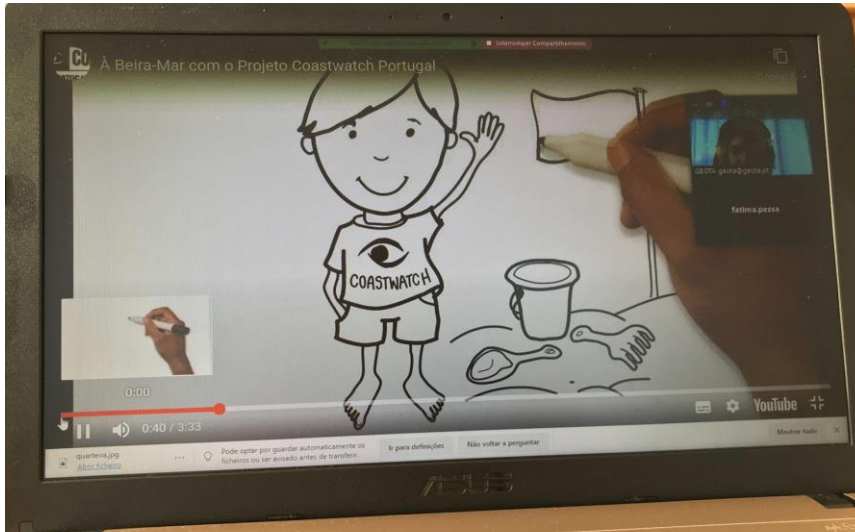 Interromper Compartilhamento
CO
À Beira-Mar com o Projeto Coastwatch Portugal
GEOTA geota@geota.pt
fatima.pessa
COASTWATCH
0:00
YouTube
0:40 / 3:33
Mostrar tudo
quarteira.jpg
Abrir ficheiro
Pode optar por guardar automaticamente os
ficheiros ou ser avisado antes de transferir.
Ir para definições
Não voltar a perguntar
ASUS